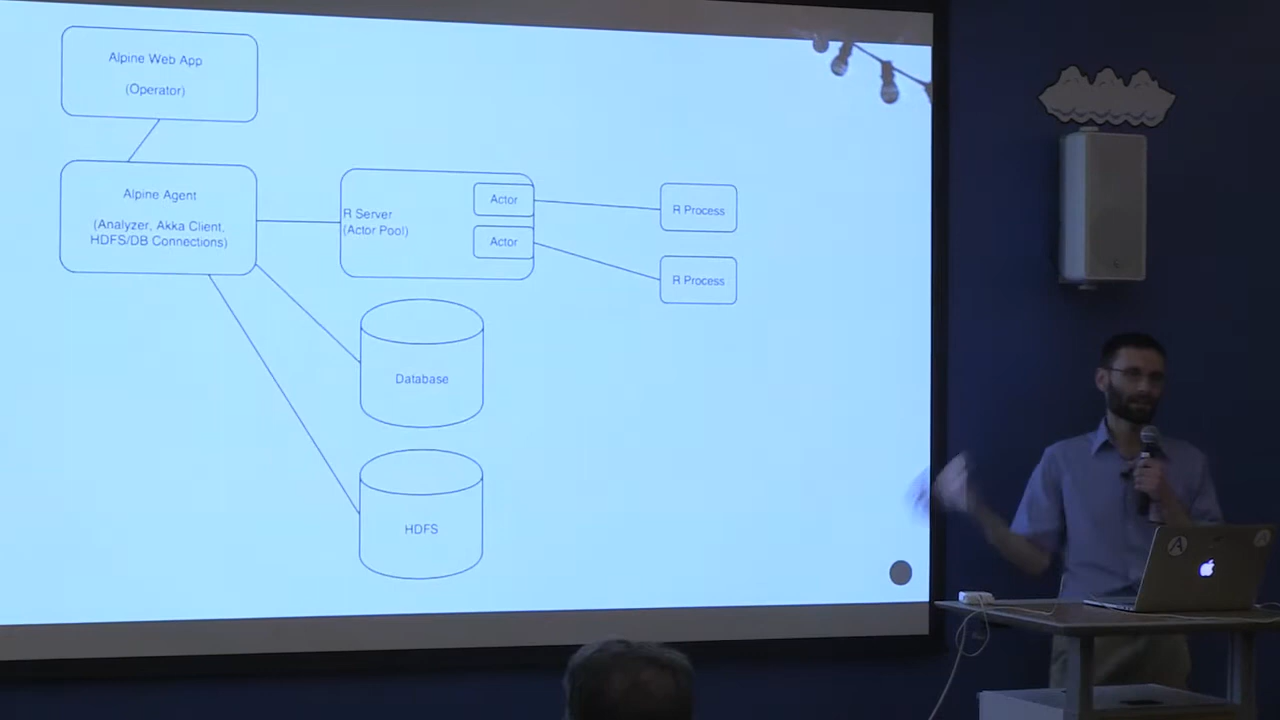 Alpine Web App
(Operator)
Alpine Agent
(Analyzer, Akka Client,
HDFS/DB Connections)
R Server
(Actor Pool)
Actor
Actor
R Process
R Process
Database
HDFS
A